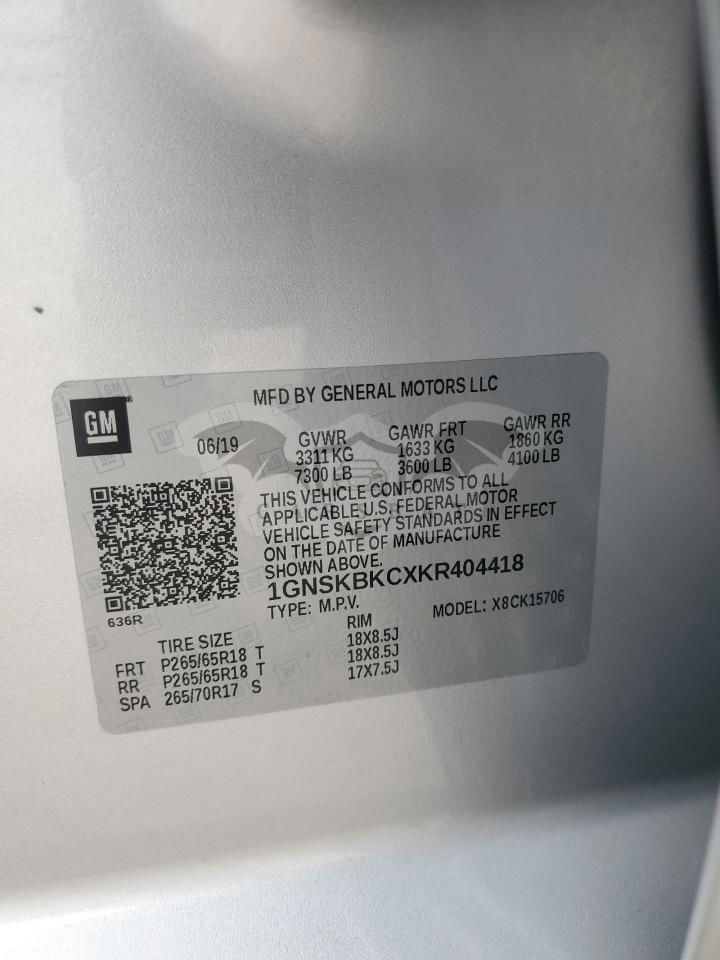 GM
MFD BY GENERAL MOTORS LLC
06/19
GVWR
3311 KG
7300 LB
GAWR FRT
1633 KG
3600 LB
GAWR RR
1860 KG
4100 LB
THIS VEHICLE CONFORMS TO ALL
APPLICABLE U.S. FEDERAL MOTOR
VEHICLE SAFETY STANDARDS IN EFFECT
ON THE DATE OF MANUFACTURE
SHOWN ABOVE.
1GNSKBKCXKR404418
TYPE: M.P.V.
MODEL: X8CK15706
636R
TIRE SIZE RIM
FRT P265/65R18 T 18X8.5J
RR P265/65R18 T 18X8.5J
SPA 265/70R17 S 17X7.5J